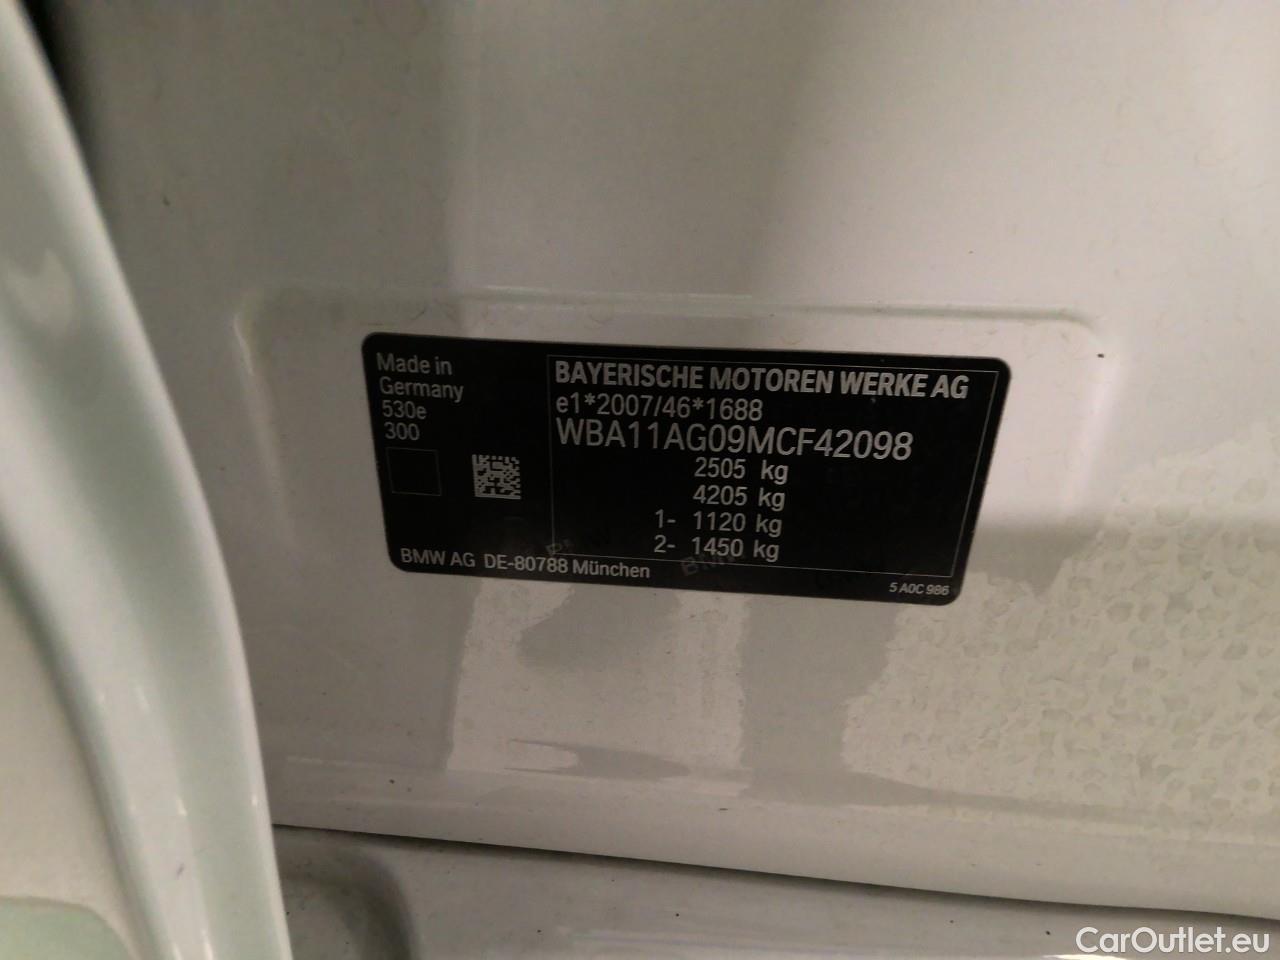 Made in
Germany
530e
300
BAYERISCHE MOTOREN WERKE AG
e1*2007/46*1688
WBA11AG09MCF42098
2505 kg
4205 kg
1- 1120 kg
2- 1450 kg
BMW AG DE-80788 München
5 A0C 986
CarOutlet.eu